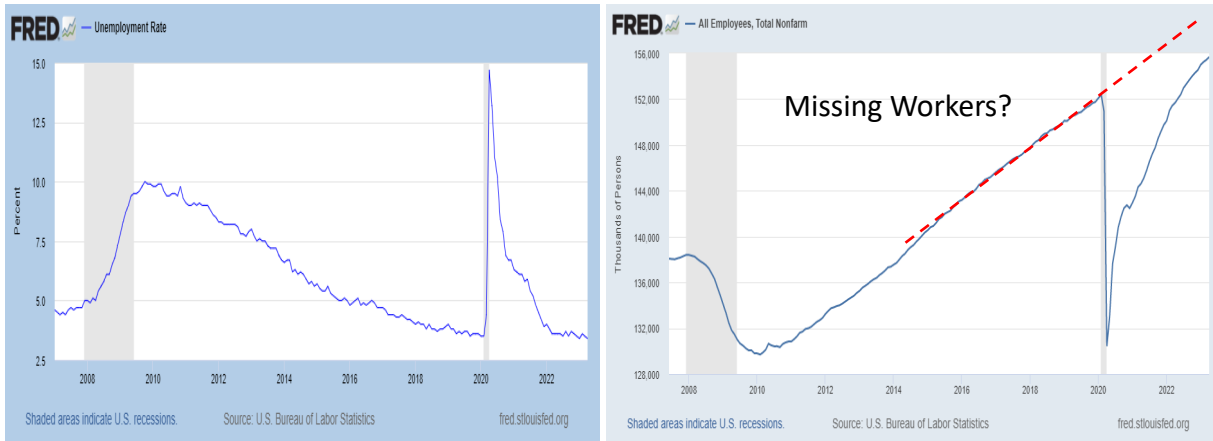 FRED — Unemployment Rate
15.0
12.5
10.0
7.5
5.0
2.5
Percent
2008 2010 2012 2014 2016 2018 2020 2022
Shaded areas indicate U.S. recessions. Source: U.S. Bureau of Labor Statistics fred.stlouisfed.org
FRED — All Employees, Total Nonfarm
Missing Workers?
156,000
152,000
148,000
144,000
140,000
136,000
132,000
128,000
Thousands of Persons
2008 2010 2012 2014 2016 2018 2020 2022
Shaded areas indicate U.S. recessions. Source: U.S. Bureau of Labor Statistics fred.stlouisfed.org